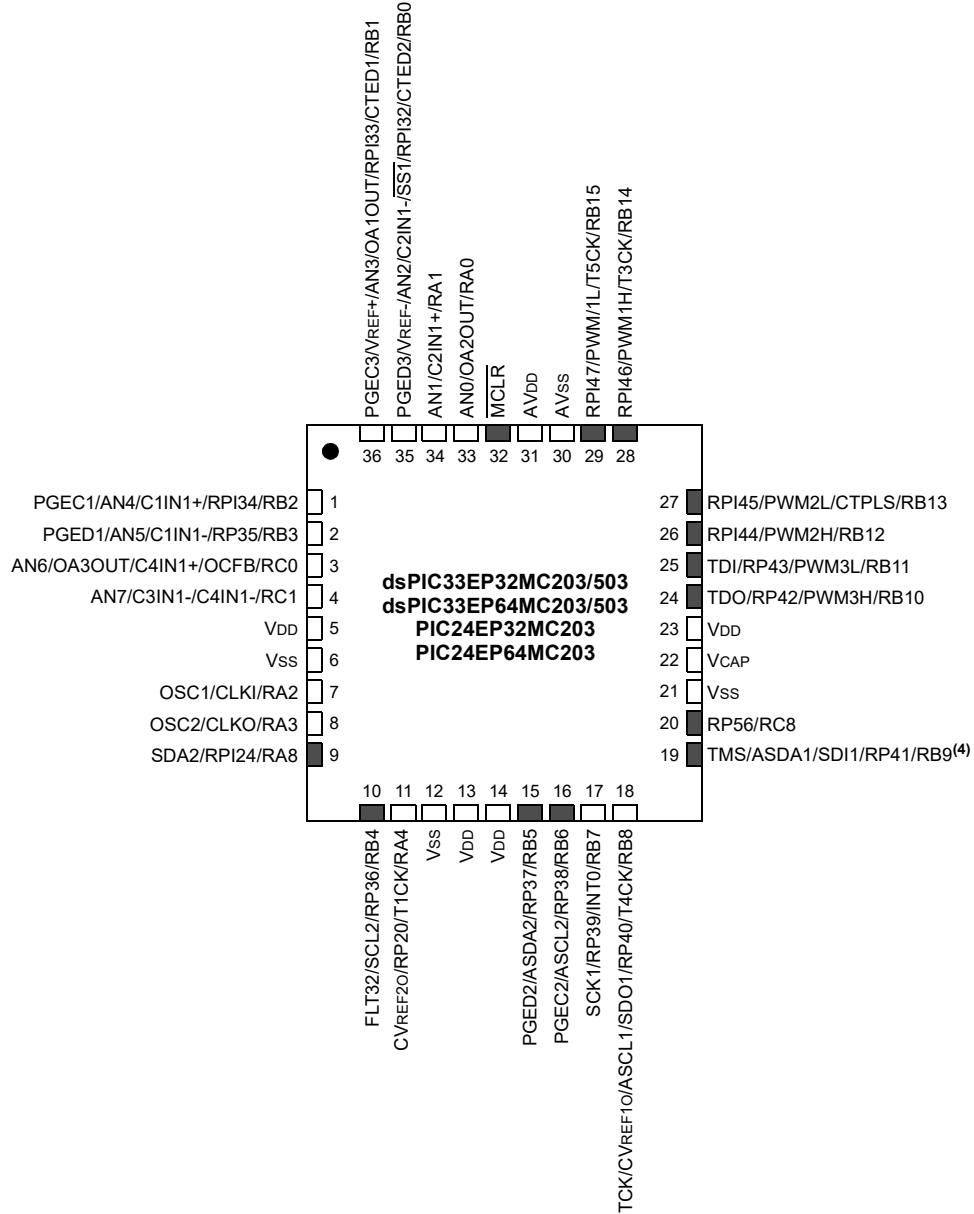 PGEC3/VREF+/AN3/OA1OUT/RPI33/CTED1/RB1
PGED3/VREF-/AN2/C2IN1-/SS1/RPI32/CTED2/RB0
AN1/C2IN1+/RA1
AN0/OA2OUT/RA0
MCLR
AVDD
AVSS
RPI47/PWM/1L/T5CK/RB15
RPI46/PWM1H/T3CK/RB14
36 35 34 33 32 31 30 29 28
PGEC1/AN4/C1IN1+/RPI34/RB2 1
PGED1/AN5/C1IN1-/RP35/RB3 2
AN6/OA3OUT/C4IN1+/OCFB/RC0 3
AN7/C3IN1-/C4IN1-/RC1 4
VDD 5
VSS 6
OSC1/CLKI/RA2 7
OSC2/CLKO/RA3 8
SDA2/RPI24/RA8 9
dsPIC33EP32MC203/503
dsPIC33EP64MC203/503
PIC24EP32MC203
PIC24EP64MC203
27 RPI45/PWM2L/CTPLS/RB13
26 RPI44/PWM2H/RB12
25 TDI/RP43/PWM3L/RB11
24 TDO/RP42/PWM3H/RB10
23 VDD
22 VCAP
21 VSS
20 RP56/RC8
19 TMS/ASDA1/SDI1/RP41/RB9(4)
10 11 12 13 14 15 16 17 18
FLT32/SCL2/RP36/RB4
CVREF2O/RP20/T1CK/RA4
VSS
VDD
VDD
PGED2/ASDA2/RP37/RB5
PGEC2/ASCL2/RP38/RB6
SCK1/RP39/INT0/RB7
TCK/CVREF1O/ASCL1/SDO1/RP40/T4CK/RB8